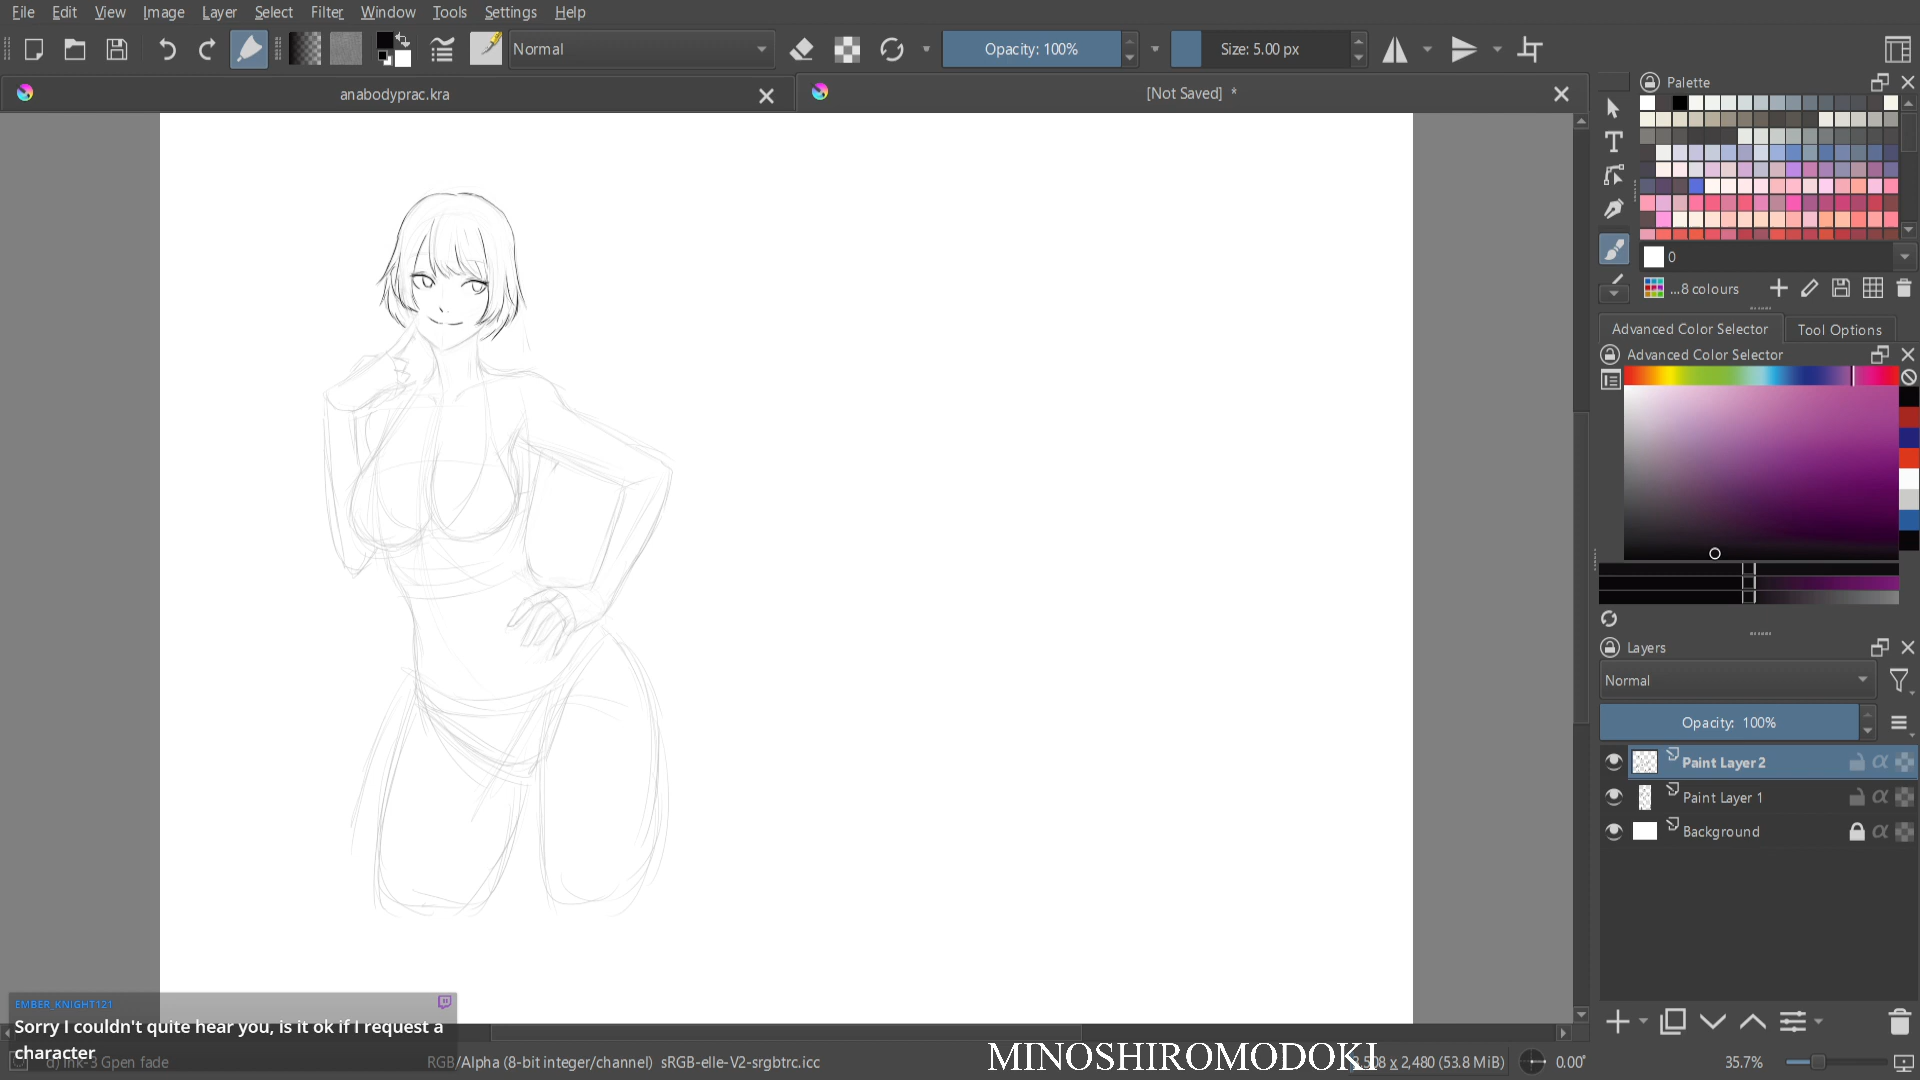 File Edit View Image Layer Select Filter Window Tools Settings Help
Normal Opacity: 100% Size: 5.00 px
anabodyprac.kra [Not Saved] *
Palette
0
...8 colours
Advanced Color Selector Tool Options
Advanced Color Selector
Layers
Normal
Opacity: 100%
Paint Layer 2
Paint Layer 1
Background
EMBER_KNIGHT121
Sorry I couldn't quite hear you, is it ok if I request a
character
d) Ink-3 Gpen fade RGB/Alpha (8-bit integer/channel) sRGB-elle-V2-srgbtrc.icc MINOSHIROMODOKI x 2,480 (53.8 MiB) 0.00° 35.7%